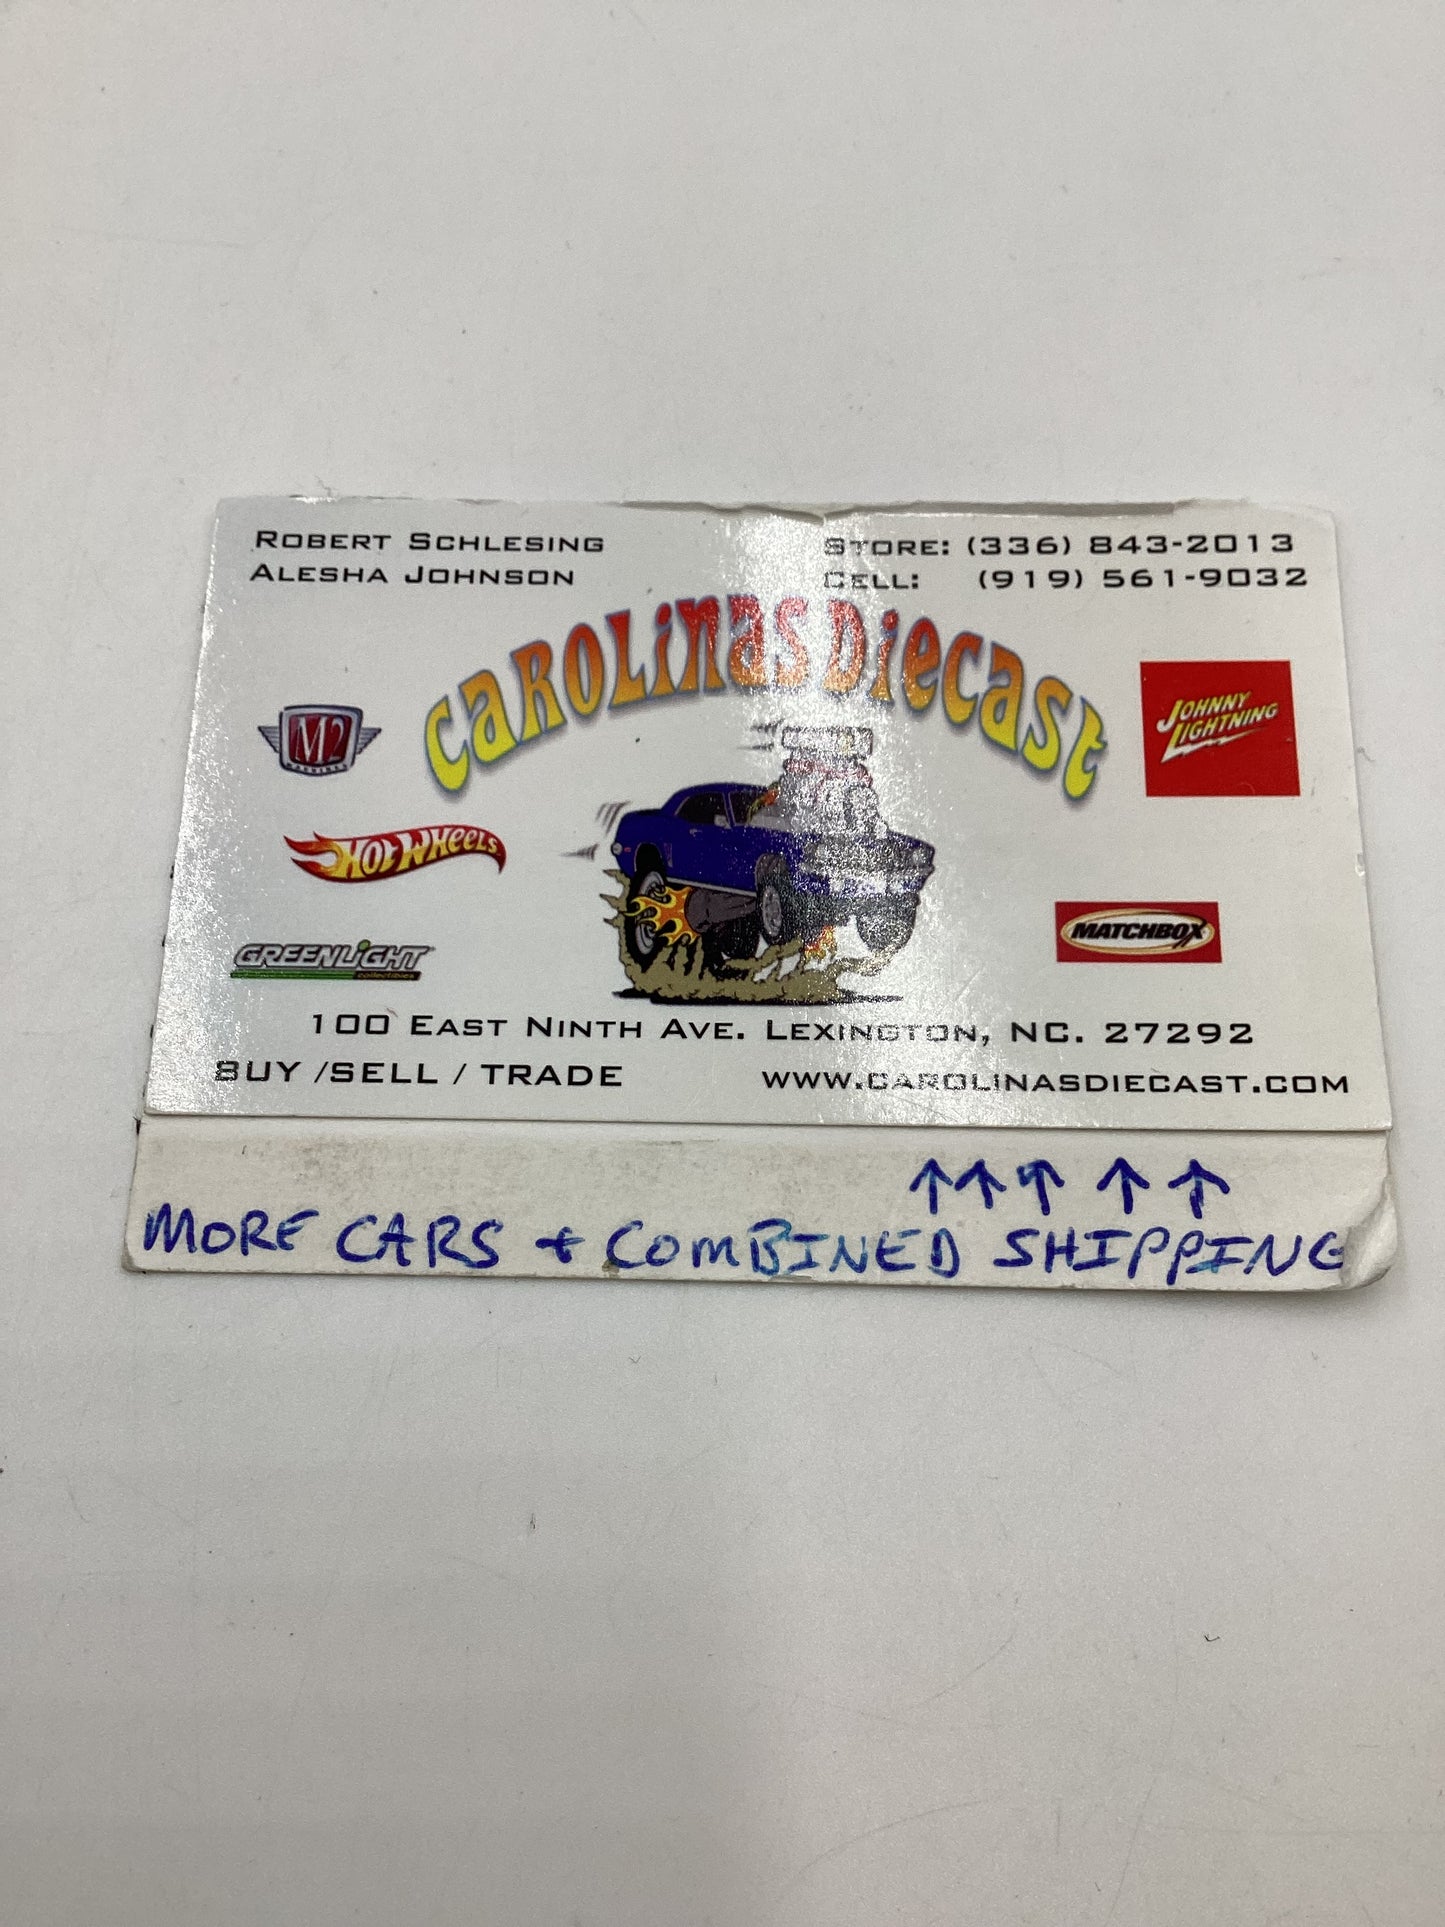 ROBERT SCHLESING
ALESHA JOHNSON
STORE: (336) 843-2013
CELL: (919) 561-9032
CAROLINAS DIECAST
M2
MACHINES
JOHNNY
LIGHTNING
HOT WHEELS
MATCHBOX
GREENLIGHT
collectibles
100 EAST NINTH AVE. LEXINGTON, NC. 27292
BUY /SELL / TRADE
WWW.CAROLINASDIECAST.COM
↑ ↑ ↑ ↑ ↑
MORE CARS + COMBINED SHIPPING